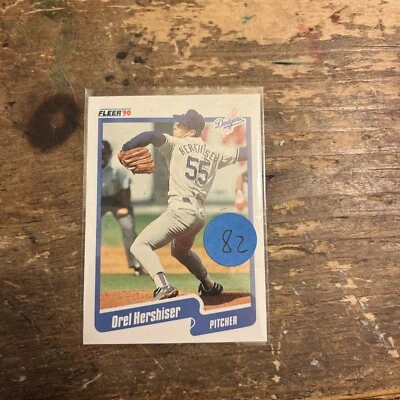 FLEER '90
Dodgers
HERSHISER
55
82
Orel Hershiser
PITCHER